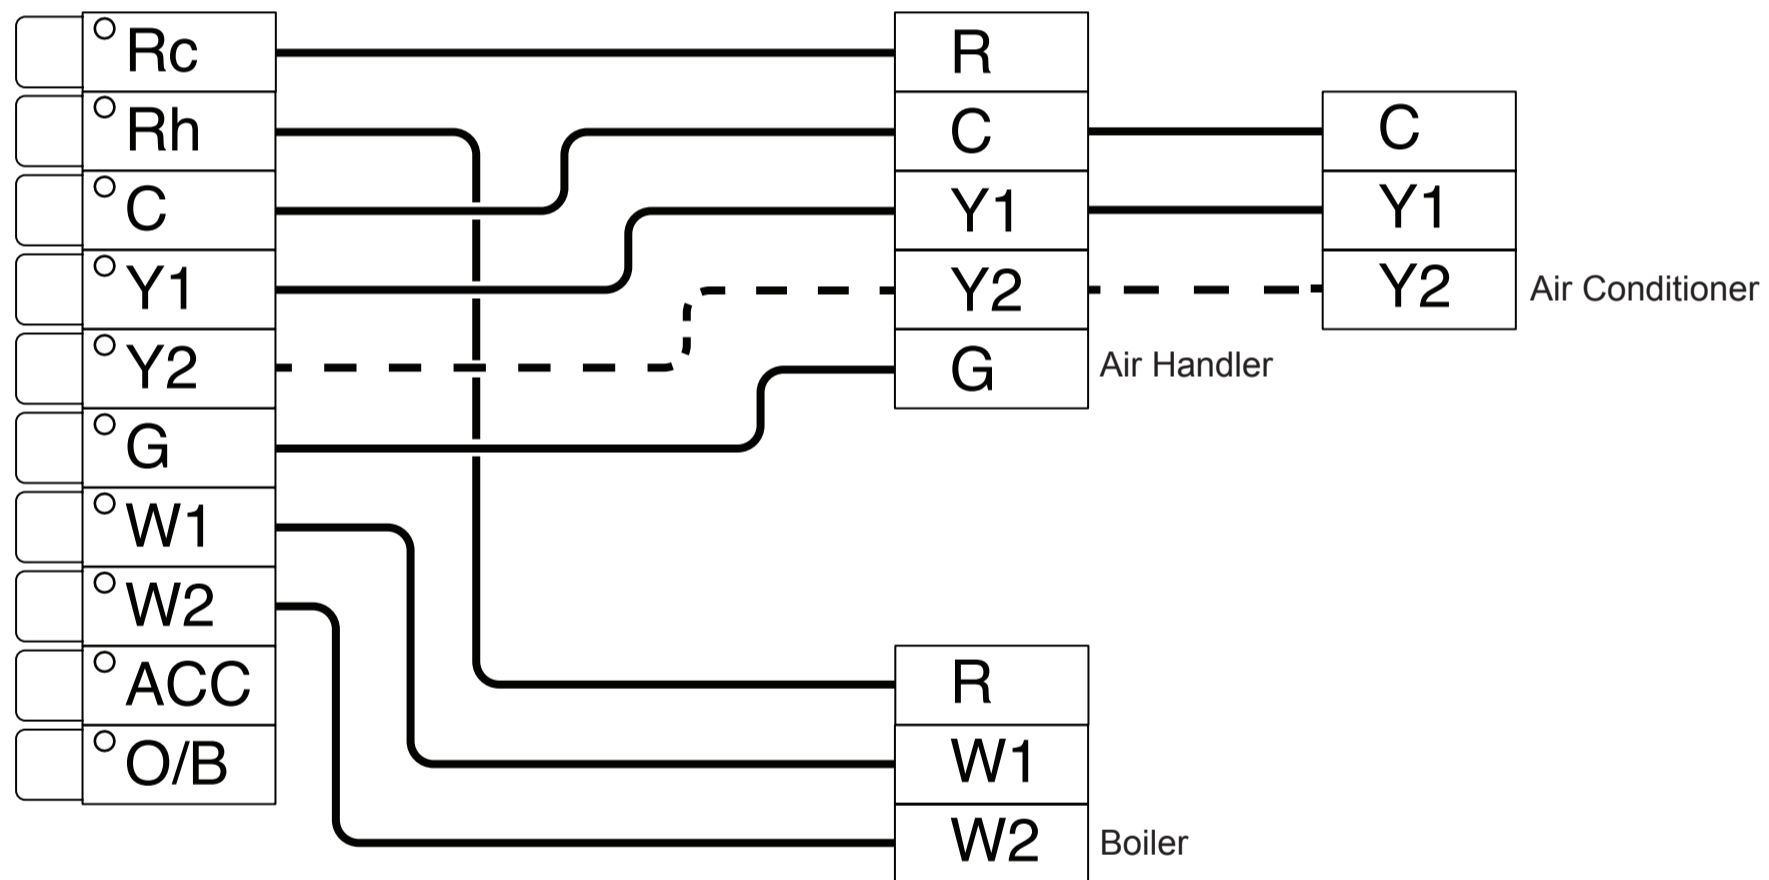 Rc
Rh
C
Y1
Y2
G
W1
W2
ACC
O/B
R
C
Y1
Y2
G
Air Handler
C
Y1
Y2
Air Conditioner
R
W1
W2
Boiler